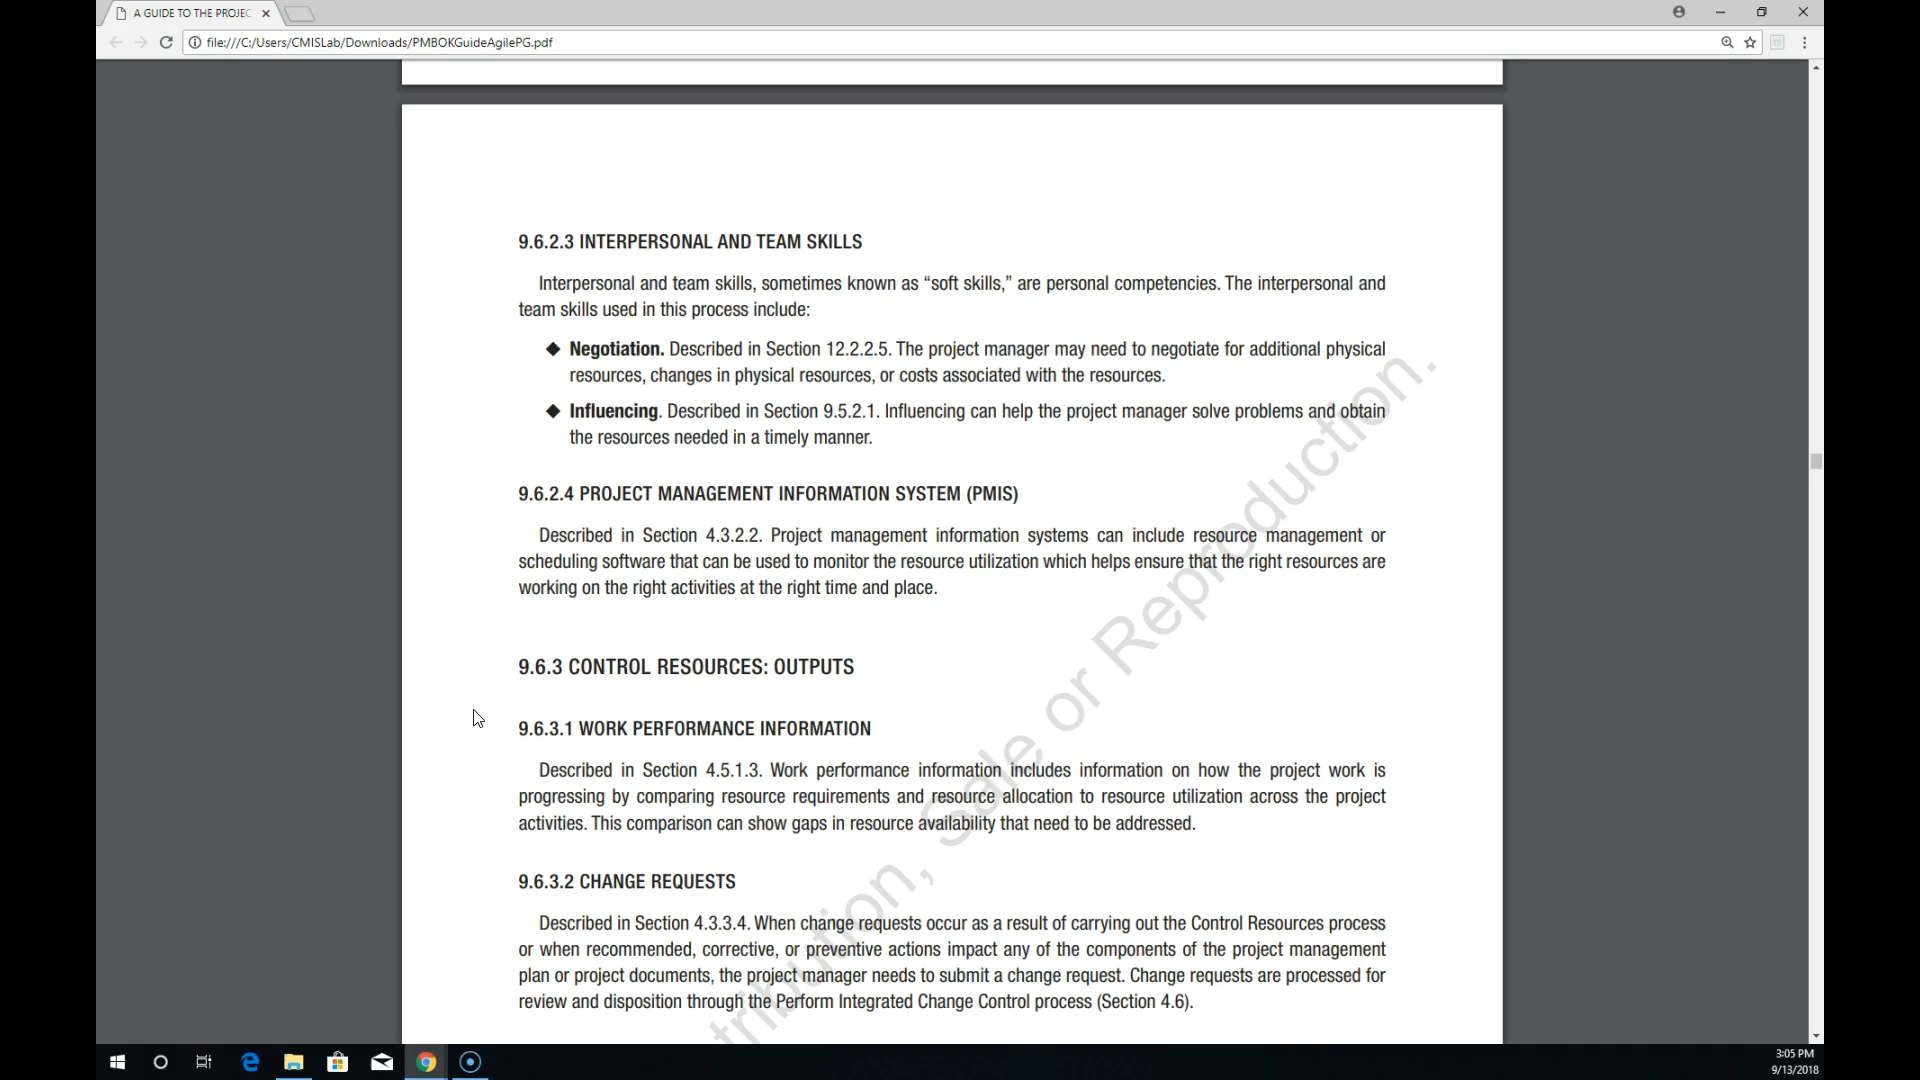 A GUIDE TO THE PROJEC
file:///C:/Users/CMISLab/Downloads/PMBOKGuideAgilePG.pdf
9.6.2.3 INTERPERSONAL AND TEAM SKILLS
Interpersonal and team skills, sometimes known as “soft skills,” are personal competencies. The interpersonal and
team skills used in this process include:
◆ Negotiation. Described in Section 12.2.2.5. The project manager may need to negotiate for additional physical
resources, changes in physical resources, or costs associated with the resources.
◆ Influencing. Described in Section 9.5.2.1. Influencing can help the project manager solve problems and obtain
the resources needed in a timely manner.
9.6.2.4 PROJECT MANAGEMENT INFORMATION SYSTEM (PMIS)
Described in Section 4.3.2.2. Project management information systems can include resource management or
scheduling software that can be used to monitor the resource utilization which helps ensure that the right resources are
working on the right activities at the right time and place.
9.6.3 CONTROL RESOURCES: OUTPUTS
9.6.3.1 WORK PERFORMANCE INFORMATION
Described in Section 4.5.1.3. Work performance information includes information on how the project work is
progressing by comparing resource requirements and resource allocation to resource utilization across the project
activities. This comparison can show gaps in resource availability that need to be addressed.
9.6.3.2 CHANGE REQUESTS
Described in Section 4.3.3.4. When change requests occur as a result of carrying out the Control Resources process
or when recommended, corrective, or preventive actions impact any of the components of the project management
plan or project documents, the project manager needs to submit a change request. Change requests are processed for
review and disposition through the Perform Integrated Change Control process (Section 4.6).
tribution, Sale or Reproduction.
3:05 PM
9/13/2018